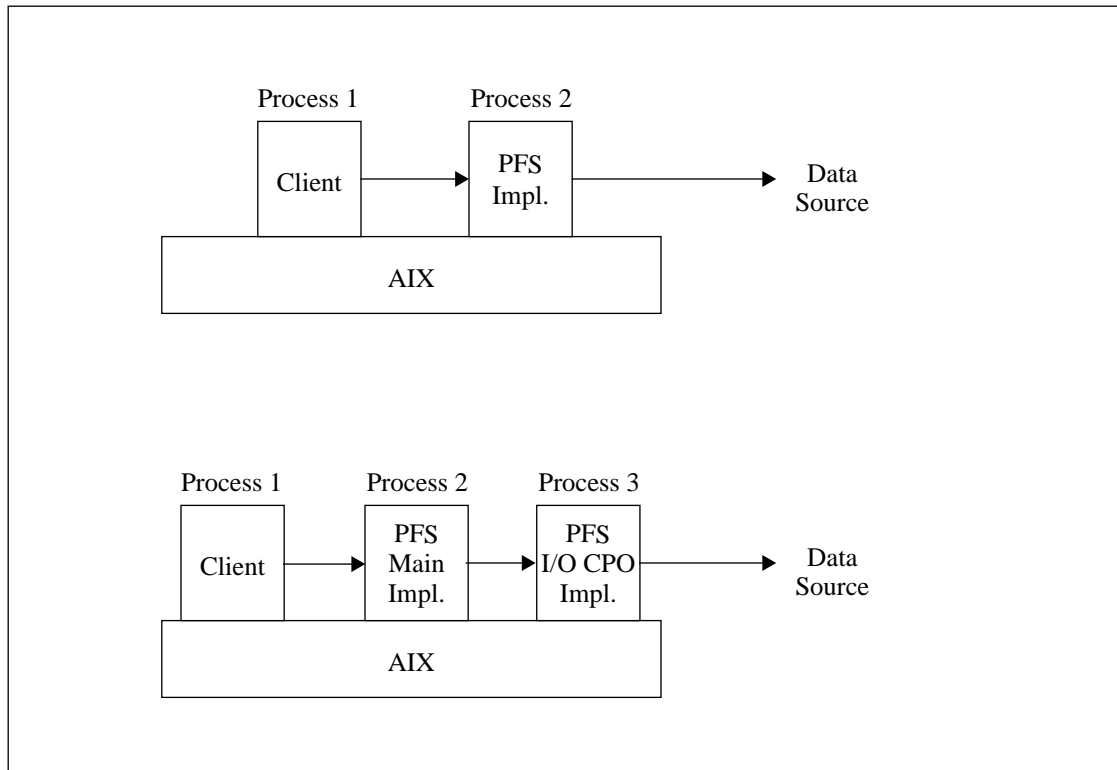 Process 1
Process 2
Client
PFS
Impl.
Data
Source
AIX
Process 1
Process 2
Process 3
Client
PFS
Main
Impl.
PFS
I/O CPO
Impl.
Data
Source
AIX